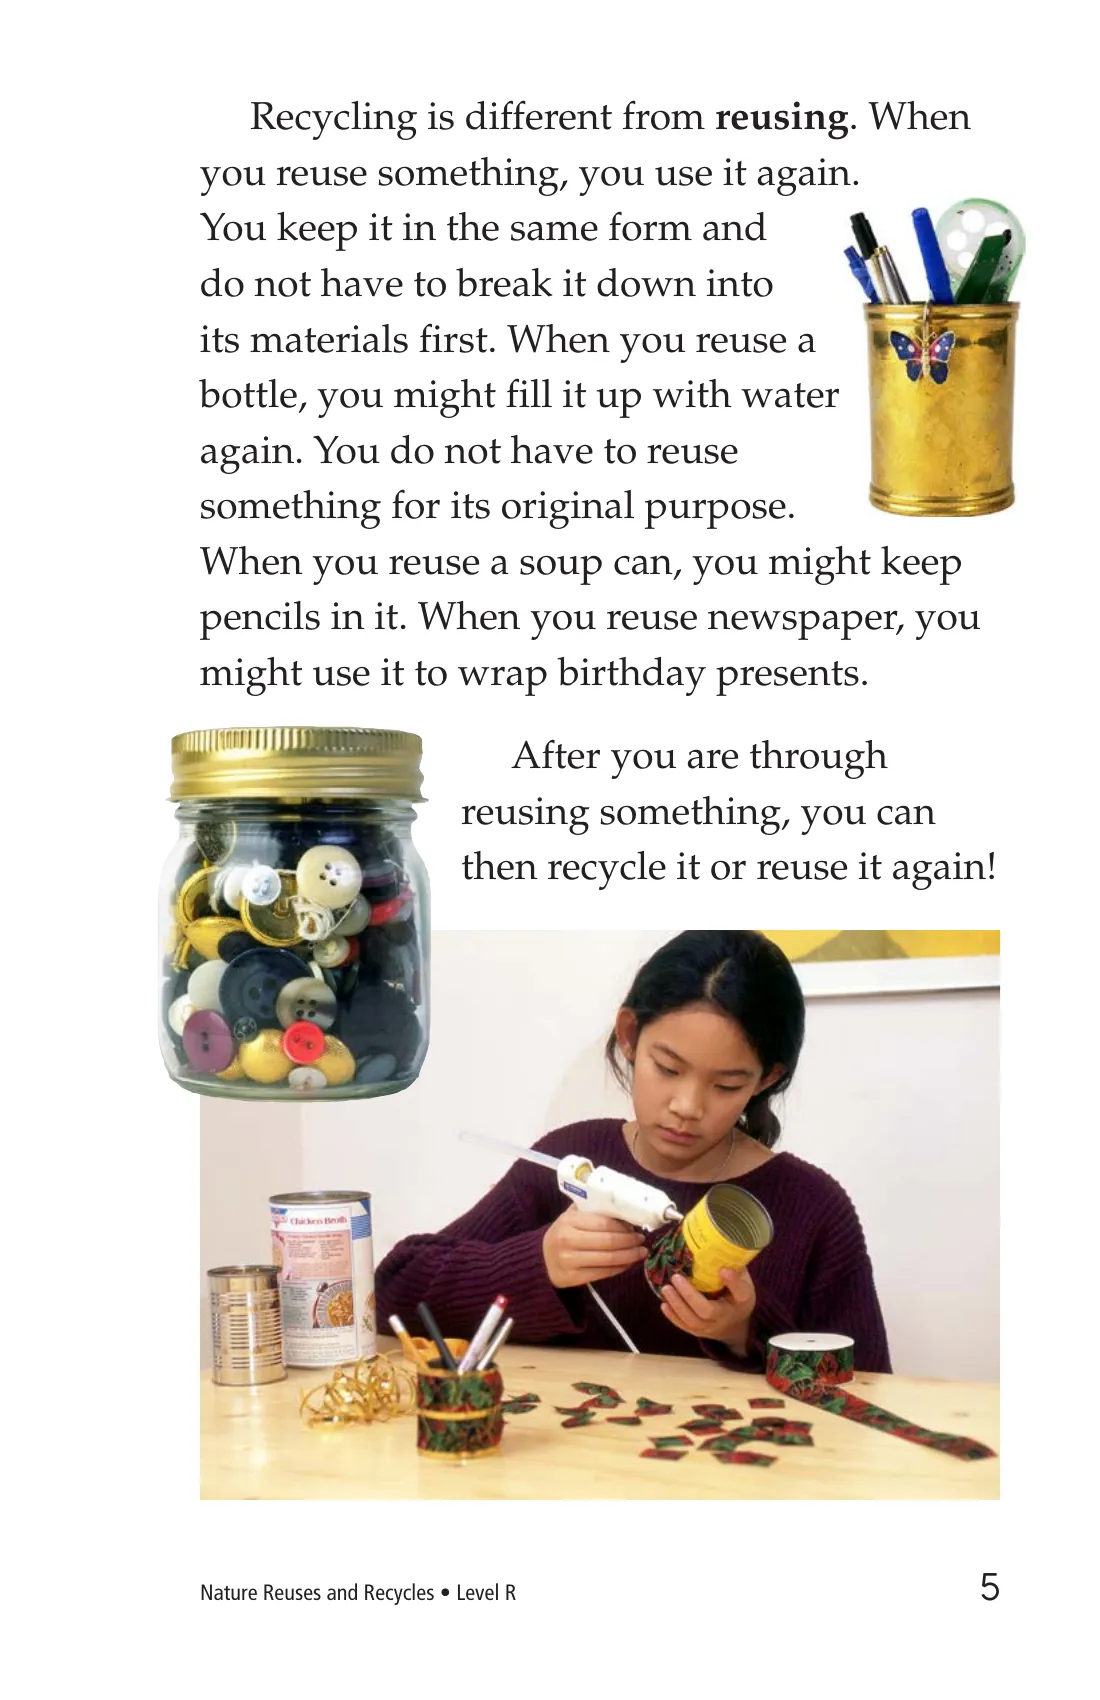 Recycling is different from reusing. When
you reuse something, you use it again.
You keep it in the same form and
do not have to break it down into
its materials first. When you reuse a
bottle, you might fill it up with water
again. You do not have to reuse
something for its original purpose.
When you reuse a soup can, you might keep
pencils in it. When you reuse newspaper, you
might use it to wrap birthday presents.
After you are through
reusing something, you can
then recycle it or reuse it again!
Chicken Broth
Nature Reuses and Recycles • Level R
5